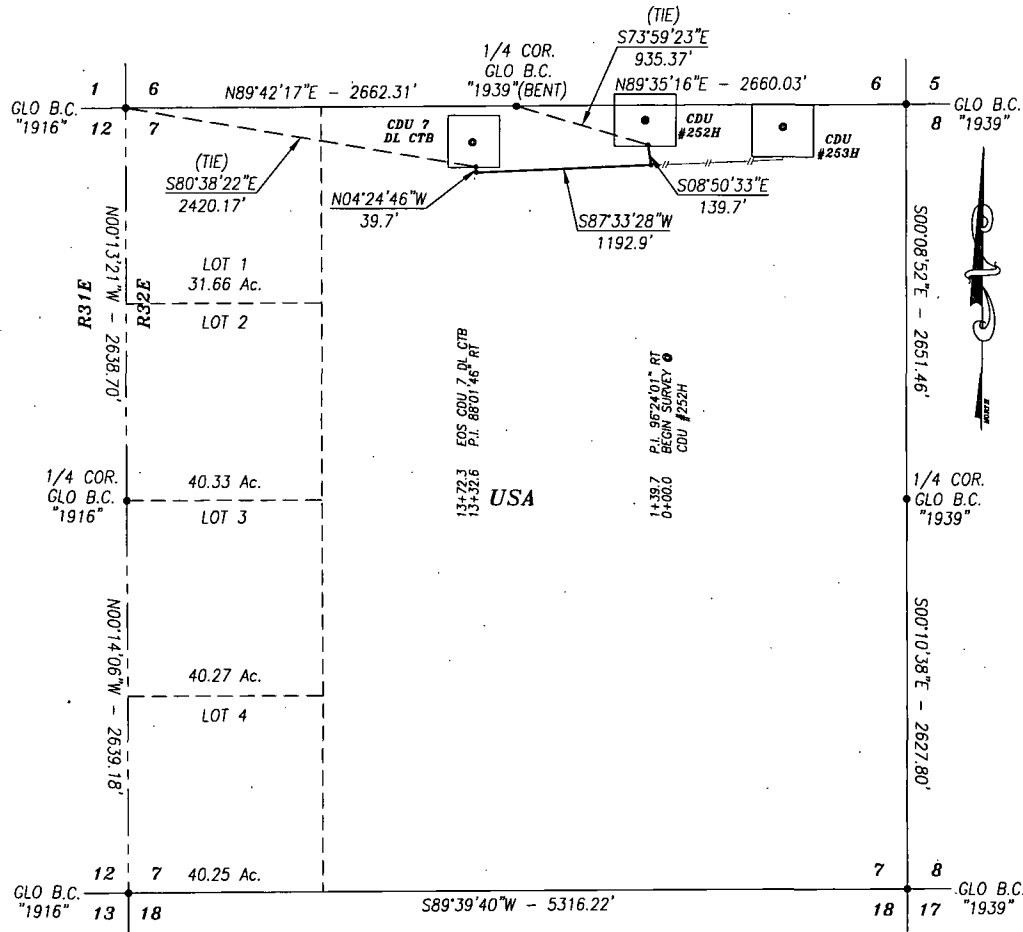 (TIE)
S73°59'23"E
935.37'
1/4 COR.
GLO B.C.
"1939"(BENT)
1
6
N89°42'17"E - 2662.31'
N89°35'16"E - 2660.03'
6
5
GLO B.C.
"1916"
12
7
8
GLO B.C.
"1939"
CDU 7
DL CTB
CDU
#252H
CDU
#253H
(TIE)
S80°38'22"E
2420.17'
N04°24'46"W
39.7'
S87°33'28"W
1192.9'
S08°50'33"E
139.7'
N00°13'21"W - 2638.70'
R31E
R32E
LOT 1
31.66 Ac.
LOT 2
S00°08'52"E - 2651.46'
NORTH
13+72.3 EOS CDU 7 DL CTB
13+32.6 P.I. 88°01'46" RT
1+39.7 P.I. 96°24'01" RT
0+00.0 BEGIN SURVEY @
CDU #252H
1/4 COR.
GLO B.C.
"1916"
40.33 Ac.
LOT 3
USA
1/4 COR.
GLO B.C.
"1939"
N00°14'06"W - 2639.18'
40.27 Ac.
LOT 4
S00°10'38"E - 2627.80'
12
7
40.25 Ac.
7
8
GLO B.C.
"1916"
13
18
S89°39'40"W - 5316.22'
18
17
GLO B.C.
"1939"